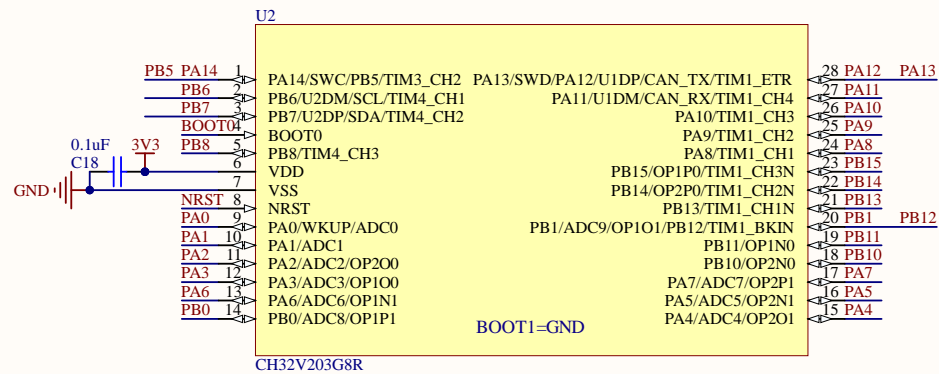 U2
PB5 PA14 1 PA14/SWC/PB5/TIM3_CH2 PA13/SWD/PA12/U1DP/CAN_TX/TIM1_ETR 28 PA12 PA13
PB6 2 PB6/U2DM/SCL/TIM4_CH1 PA11/U1DM/CAN_RX/TIM1_CH4 27 PA11
PB7 3 PB7/U2DP/SDA/TIM4_CH2 PA10/TIM1_CH3 26 PA10
BOOT0 4 BOOT0 PA9/TIM1_CH2 25 PA9
PB8 5 PB8/TIM4_CH3 PA8/TIM1_CH1 24 PA8
0.1uF 3V3
C18 6 VDD PB15/OP1P0/TIM1_CH3N 23 PB15
GND 7 VSS PB14/OP2P0/TIM1_CH2N 22 PB14
NRST 8 NRST PB13/TIM1_CH1N 21 PB13
PA0 9 PA0/WKUP/ADC0 PB1/ADC9/OP1O1/PB12/TIM1_BKIN 20 PB1 PB12
PA1 10 PA1/ADC1 PB11/OP1N0 19 PB11
PA2 11 PA2/ADC2/OP2O0 PB10/OP2N0 18 PB10
PA3 12 PA3/ADC3/OP1O0 PA7/ADC7/OP2P1 17 PA7
PA6 13 PA6/ADC6/OP1N1 PA5/ADC5/OP2N1 16 PA5
PB0 14 PB0/ADC8/OP1P1 PA4/ADC4/OP2O1 15 PA4
BOOT1=GND
CH32V203G8R